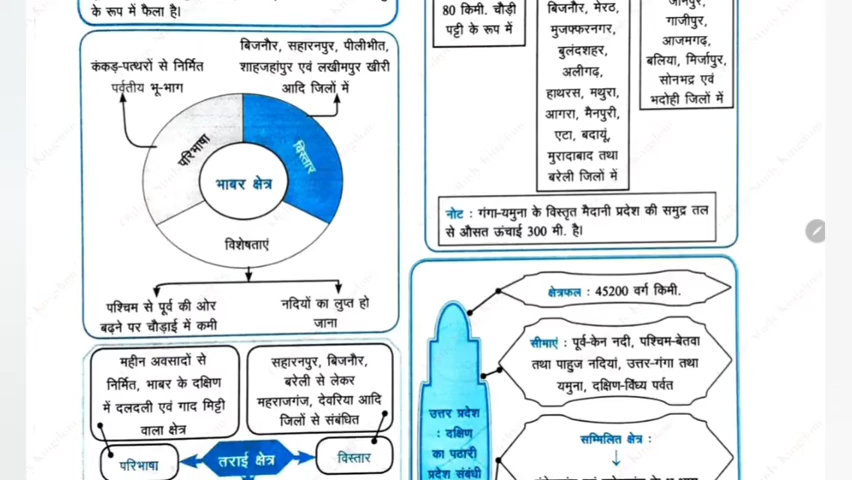 के रूप में फैला है।
कंकड़-पत्थरों से निर्मित
पर्वतीय भू-भाग
बिजनौर, सहारनपुर, पीलीभीत,
शाहजहांपुर एवं लखीमपुर खीरी
आदि जिलों में
परिभाषा
विस्तार
भाबर क्षेत्र
विशेषताएं
पश्चिम से पूर्व की ओर
बढ़ने पर चौड़ाई में कमी
नदियों का लुप्त हो
जाना
महीन अवसादों से
निर्मित, भाबर के दक्षिण
में दलदली एवं गाद मिट्टी
वाला क्षेत्र
सहारनपुर, बिजनौर,
बरेली से लेकर
महराजगंज, देवरिया आदि
जिलों से संबंधित
परिभाषा
तराई क्षेत्र
विस्तार
80 किमी. चौड़ी
पट्टी के रूप में
बिजनौर, मेरठ,
मुजफ्फरनगर,
बुलंदशहर,
अलीगढ़,
हाथरस, मथुरा,
आगरा, मैनपुरी,
एटा, बदायूं,
मुरादाबाद तथा
बरेली जिलों में
जौनपुर,
गाजीपुर,
आजमगढ़,
बलिया, मिर्जापुर,
सोनभद्र एवं
भदोही जिलों में
नोट : गंगा-यमुना के विस्तृत मैदानी प्रदेश की समुद्र तल
से औसत ऊंचाई 300 मी. है।
क्षेत्रफल : 45200 वर्ग किमी.
सीमाएं : पूर्व-केन नदी, पश्चिम-बेतवा
तथा पाहुज नदियां, उत्तर-गंगा तथा
यमुना, दक्षिण-विंध्य पर्वत
उत्तर प्रदेश
: दक्षिण
का पठारी
प्रदेश संबंधी
सम्मिलित क्षेत्र :